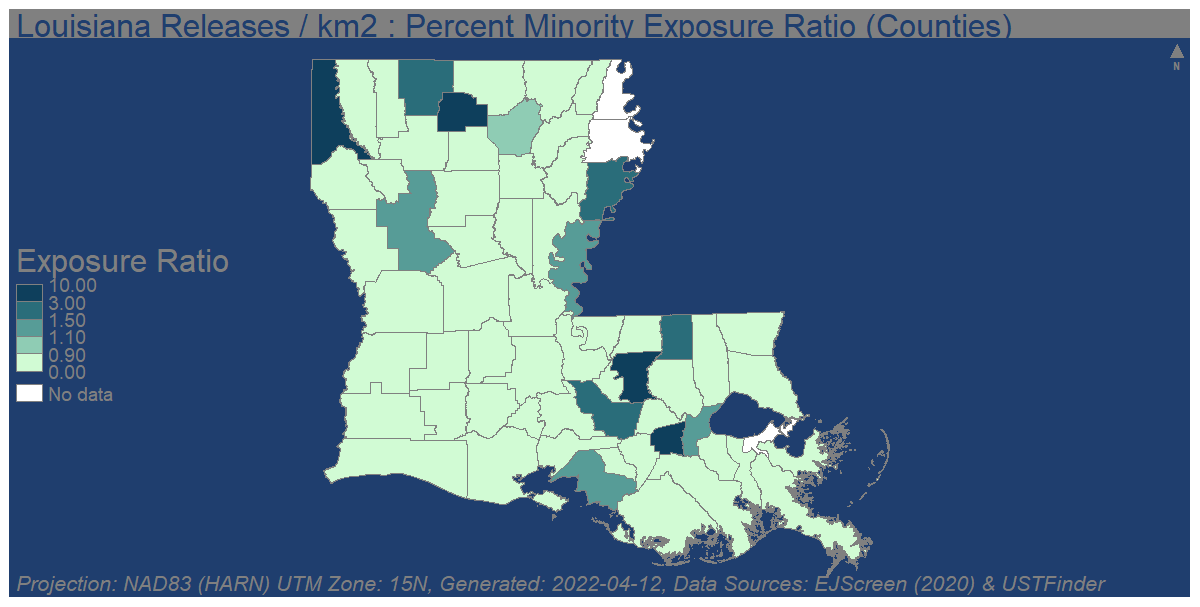 Louisiana Releases / km2 : Percent Minority Exposure Ratio (Counties)
N
Exposure Ratio
10.00
3.00
1.50
1.10
0.90
0.00
No data
Projection: NAD83 (HARN) UTM Zone: 15N, Generated: 2022-04-12, Data Sources: EJScreen (2020) & USTFinder